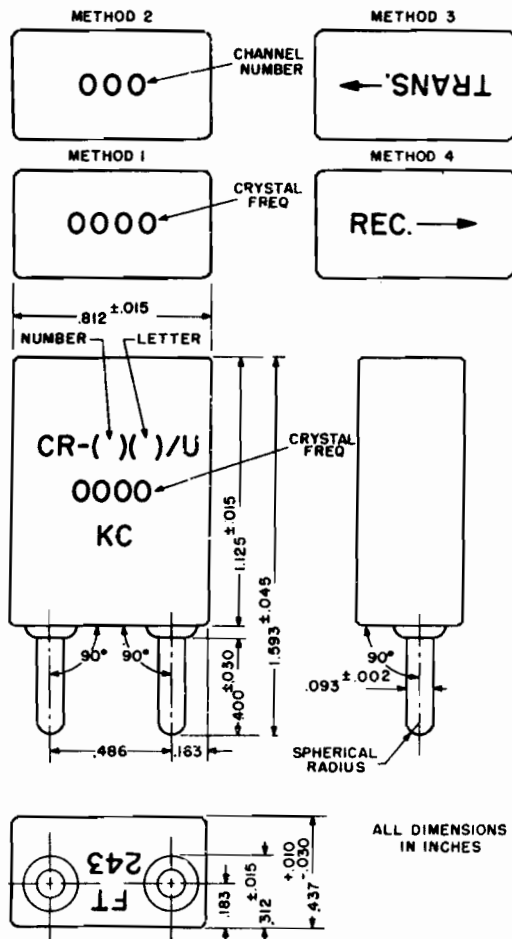 METHOD 2
METHOD 3
000
CHANNEL
NUMBER
←TRANS.
METHOD 1
METHOD 4
0000
CRYSTAL
FREQ
REC.→
.812 ±.015
NUMBER
LETTER
CR-( )( )/U
0000
KC
CRYSTAL
FREQ
1.125 ±.015
1.593 ±.045
90°
90°
.400 ±.030
.486
.163
90°
.093 ±.002
SPHERICAL
RADIUS
FT
243
.183
.312 ±.015
.437 +.010 -.030
ALL DIMENSIONS
IN INCHES